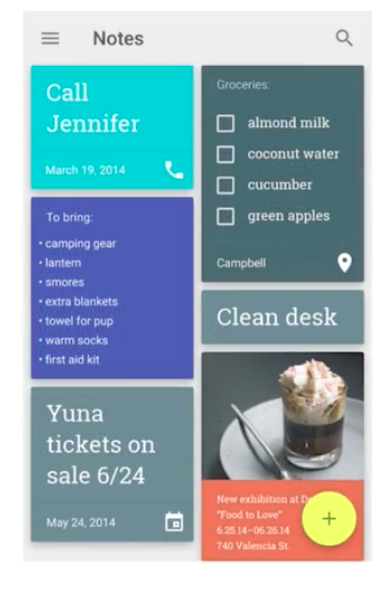 Notes
Call
Jennifer
March 19, 2014
To bring:
• camping gear
• lantern
• smores
• extra blankets
• towel for pup
• warm socks
• first aid kit
Yuna
tickets on
sale 6/24
May 24, 2014
Groceries:
almond milk
coconut water
cucumber
green apples
Campbell
Clean desk
New exhibition at
"Food to Love"
6.25.14–06.26.14
740 Valencia St.